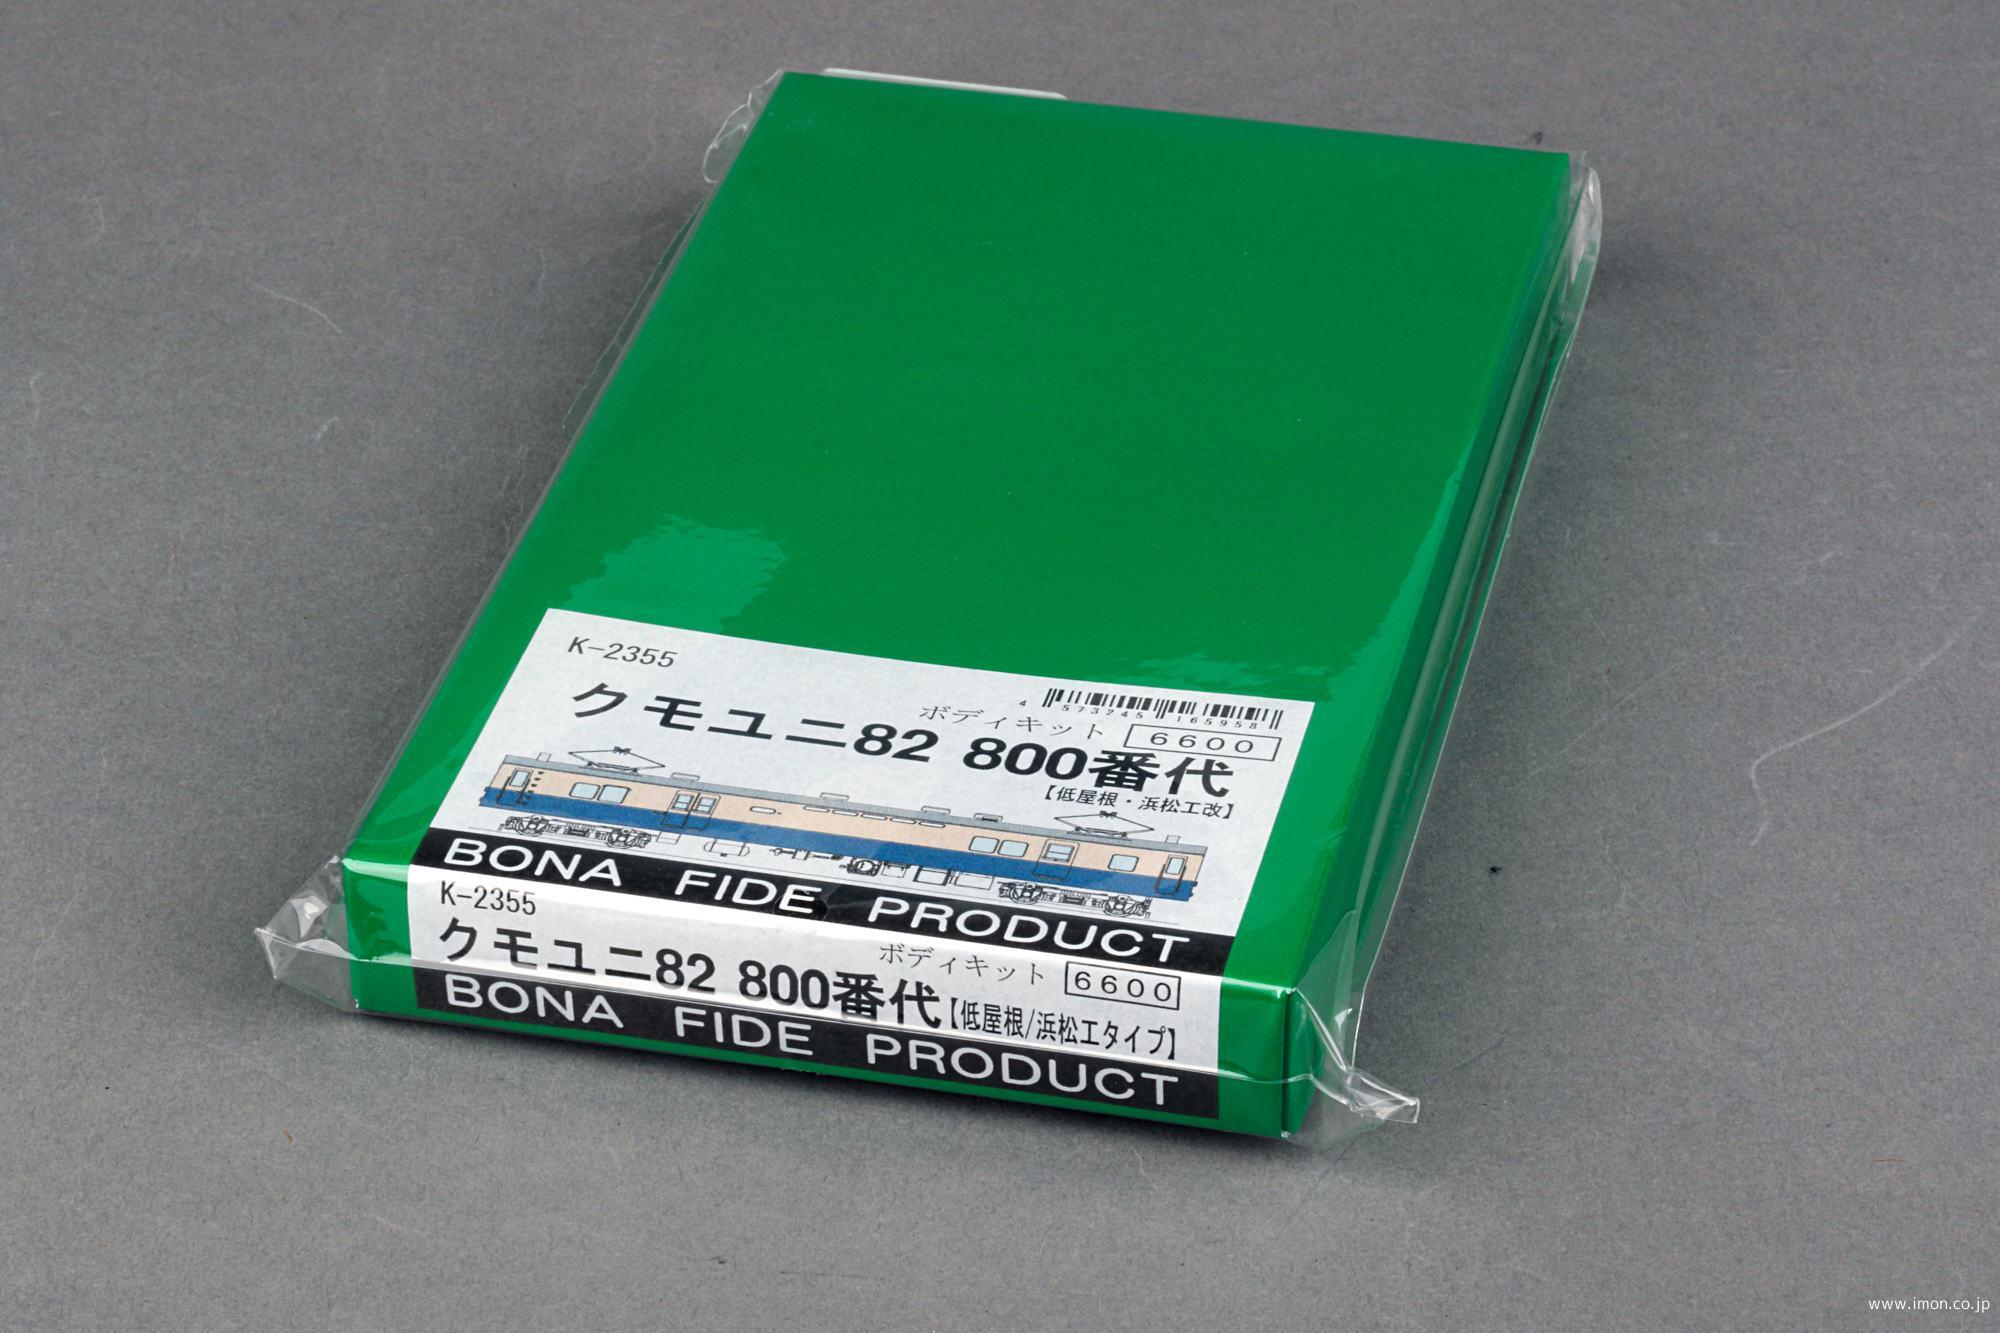 K-2355
4 573245 165958
ボディキット 6600
クモユニ82 800番代
【低屋根・浜松工改】
BONA FIDE PRODUCT
K-2355
ボディキット 6600
クモユニ82 800番代【低屋根/浜松工タイプ】
BONA FIDE PRODUCT
www.imon.co.jp